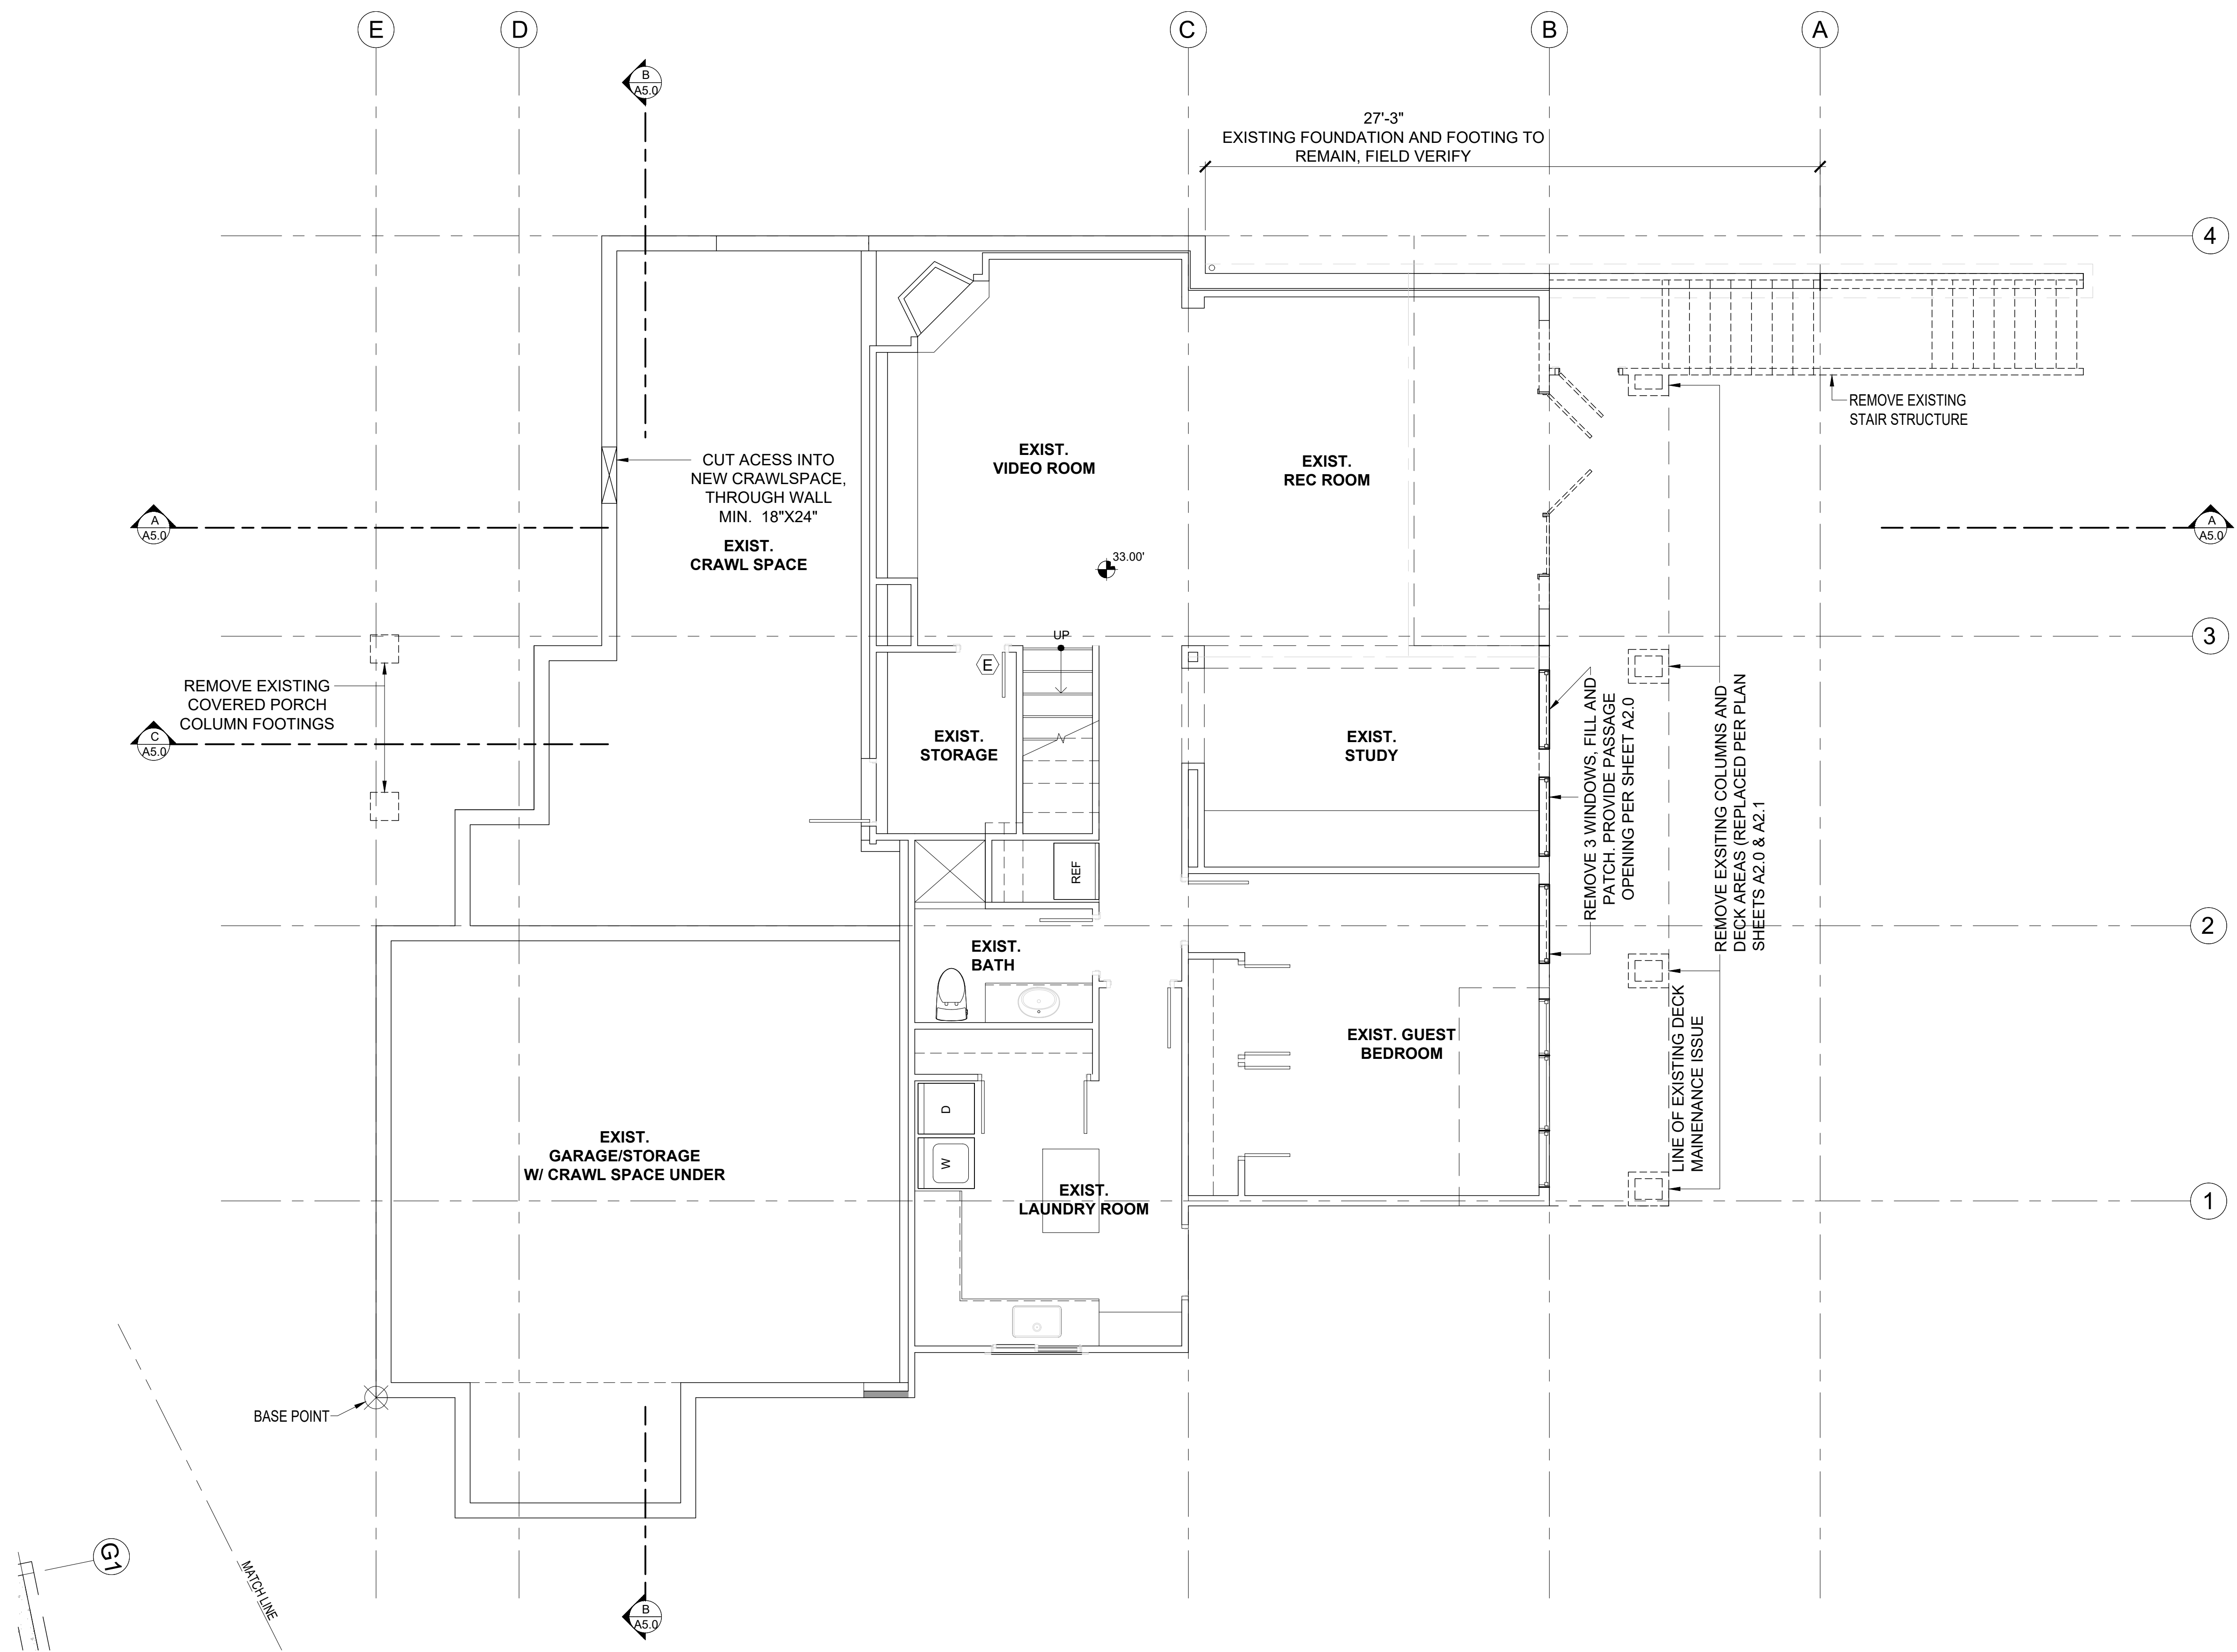 E
D
C
B
A
B
A5.0
27'-3"
EXISTING FOUNDATION AND FOOTING TO
REMAIN, FIELD VERIFY
4
REMOVE EXISTING
STAIR STRUCTURE
EXIST.
VIDEO ROOM
EXIST.
REC ROOM
CUT ACESS INTO
NEW CRAWLSPACE,
THROUGH WALL
MIN. 18"X24"
A
A5.0
A
A5.0
EXIST.
CRAWL SPACE
33.00'
UP
3
E
REMOVE EXISTING
COVERED PORCH
COLUMN FOOTINGS
C
A5.0
EXIST.
STORAGE
EXIST.
STUDY
REMOVE 3 WINDOWS, FILL AND
PATCH. PROVIDE PASSAGE
OPENING PER SHEET A2.0
REMOVE EXSITING COLUMNS AND
DECK AREAS (REPLACED PER PLAN
SHEETS A2.0 & A2.1
REF
2
EXIST.
BATH
EXIST. GUEST
BEDROOM
LINE OF EXISTING DECK
MAINENANCE ISSUE
D
W
EXIST.
GARAGE/STORAGE
W/ CRAWL SPACE UNDER
EXIST.
LAUNDRY ROOM
1
BASE POINT
G1
MATCH LINE
B
A5.0